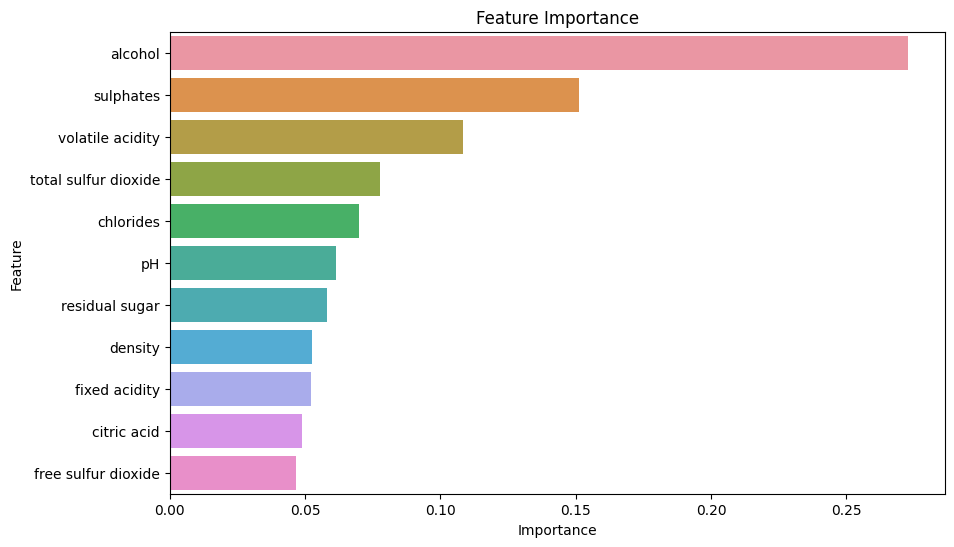 Feature Importance
alcohol
sulphates
volatile acidity
total sulfur dioxide
chlorides
pH
residual sugar
density
fixed acidity
citric acid
free sulfur dioxide
Feature
0.00 0.05 0.10 0.15 0.20 0.25
Importance